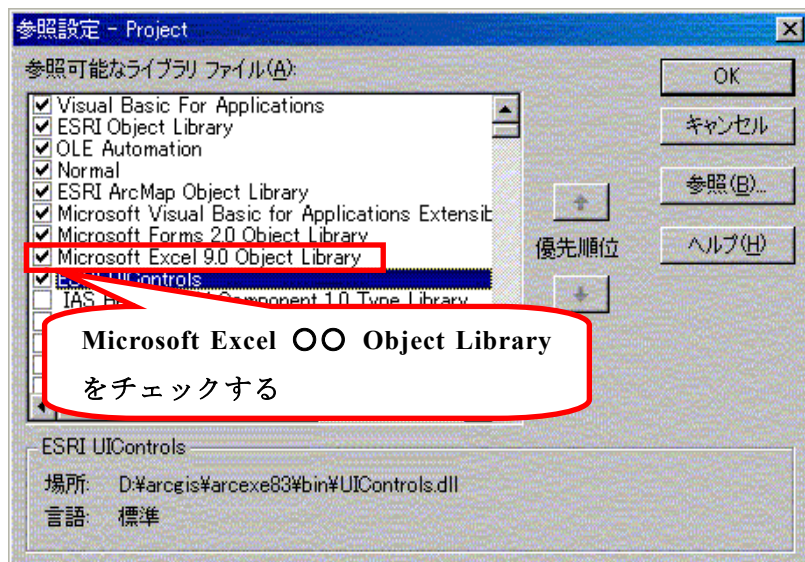 参照設定 - Project
参照可能なライブラリ ファイル(A):
Visual Basic For Applications
ESRI Object Library
OLE Automation
Normal
ESRI ArcMap Object Library
Microsoft Visual Basic for Applications Extensib
Microsoft Forms 2.0 Object Library
Microsoft Excel 9.0 Object Library
ESRI UIControls
IAS Component 1.0 Type Library
Microsoft Excel 〇〇 Object Library
をチェックする
OK
キャンセル
参照(B)...
優先順位
ヘルプ(H)
ESRI UIControls
場所: D:¥arcgis¥arcexe83¥bin¥UIControls.dll
言語: 標準